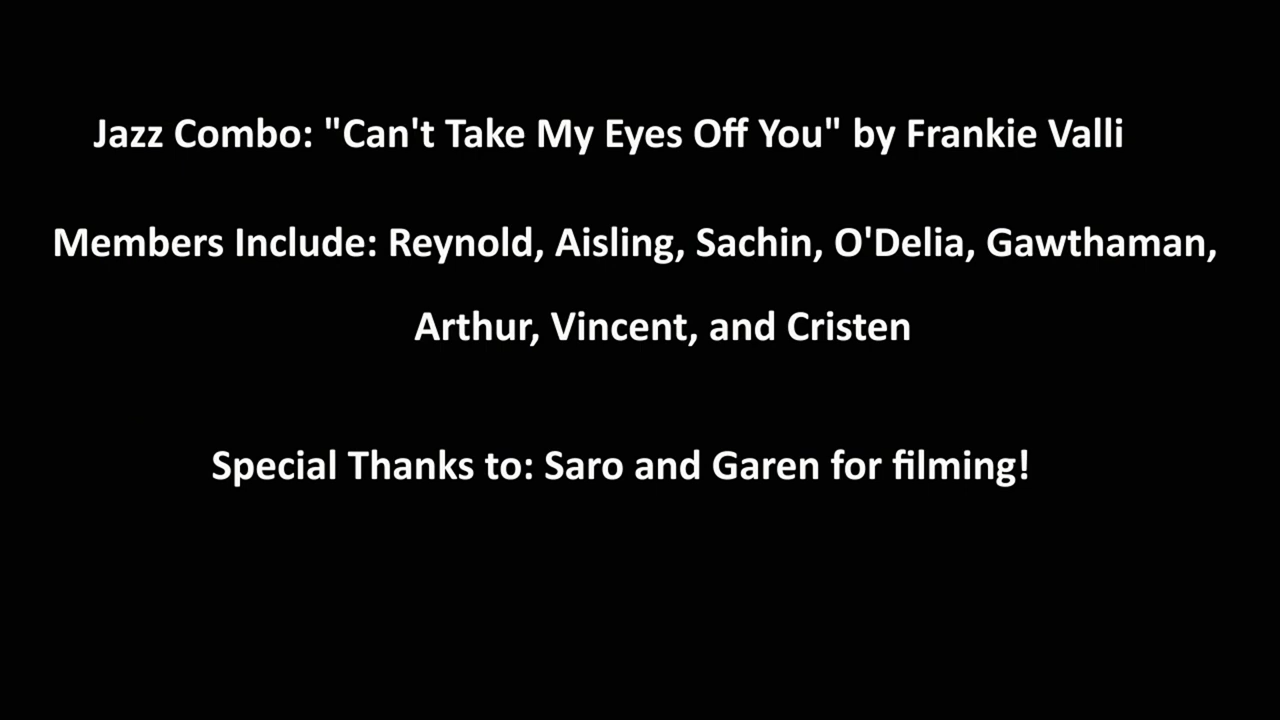 Jazz Combo: "Can't Take My Eyes Off You" by Frankie Valli
Members Include: Reynold, Aisling, Sachin, O'Delia, Gawthaman,
Arthur, Vincent, and Cristen
Special Thanks to: Saro and Garen for filming!